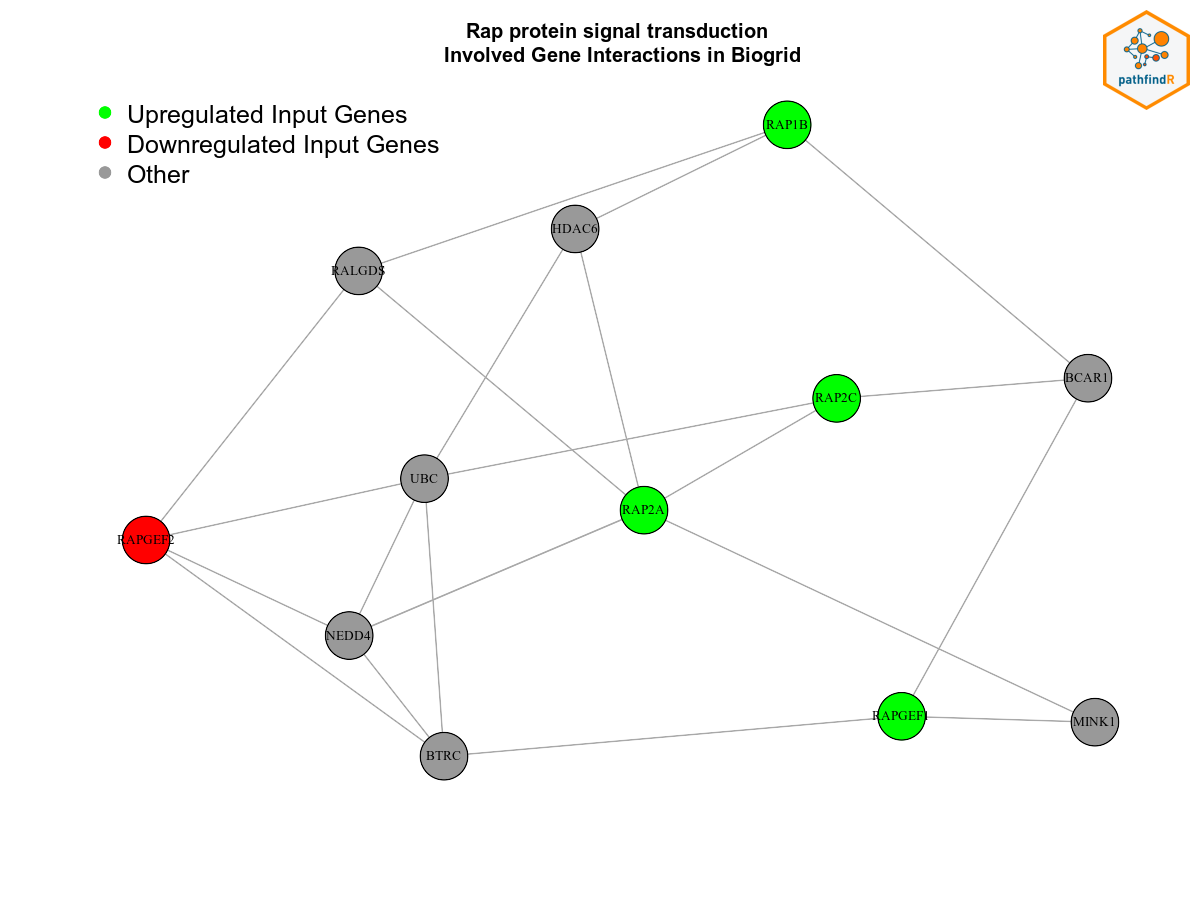 Rap protein signal transduction
Involved Gene Interactions in Biogrid
pathfindR
Upregulated Input Genes
Downregulated Input Genes
Other
RAP1B
HDAC6
RALGDS
BCAR1
RAP2C
UBC
RAP2A
RAPGEF2
NEDD4
RAPGEF1
MINK1
BTRC